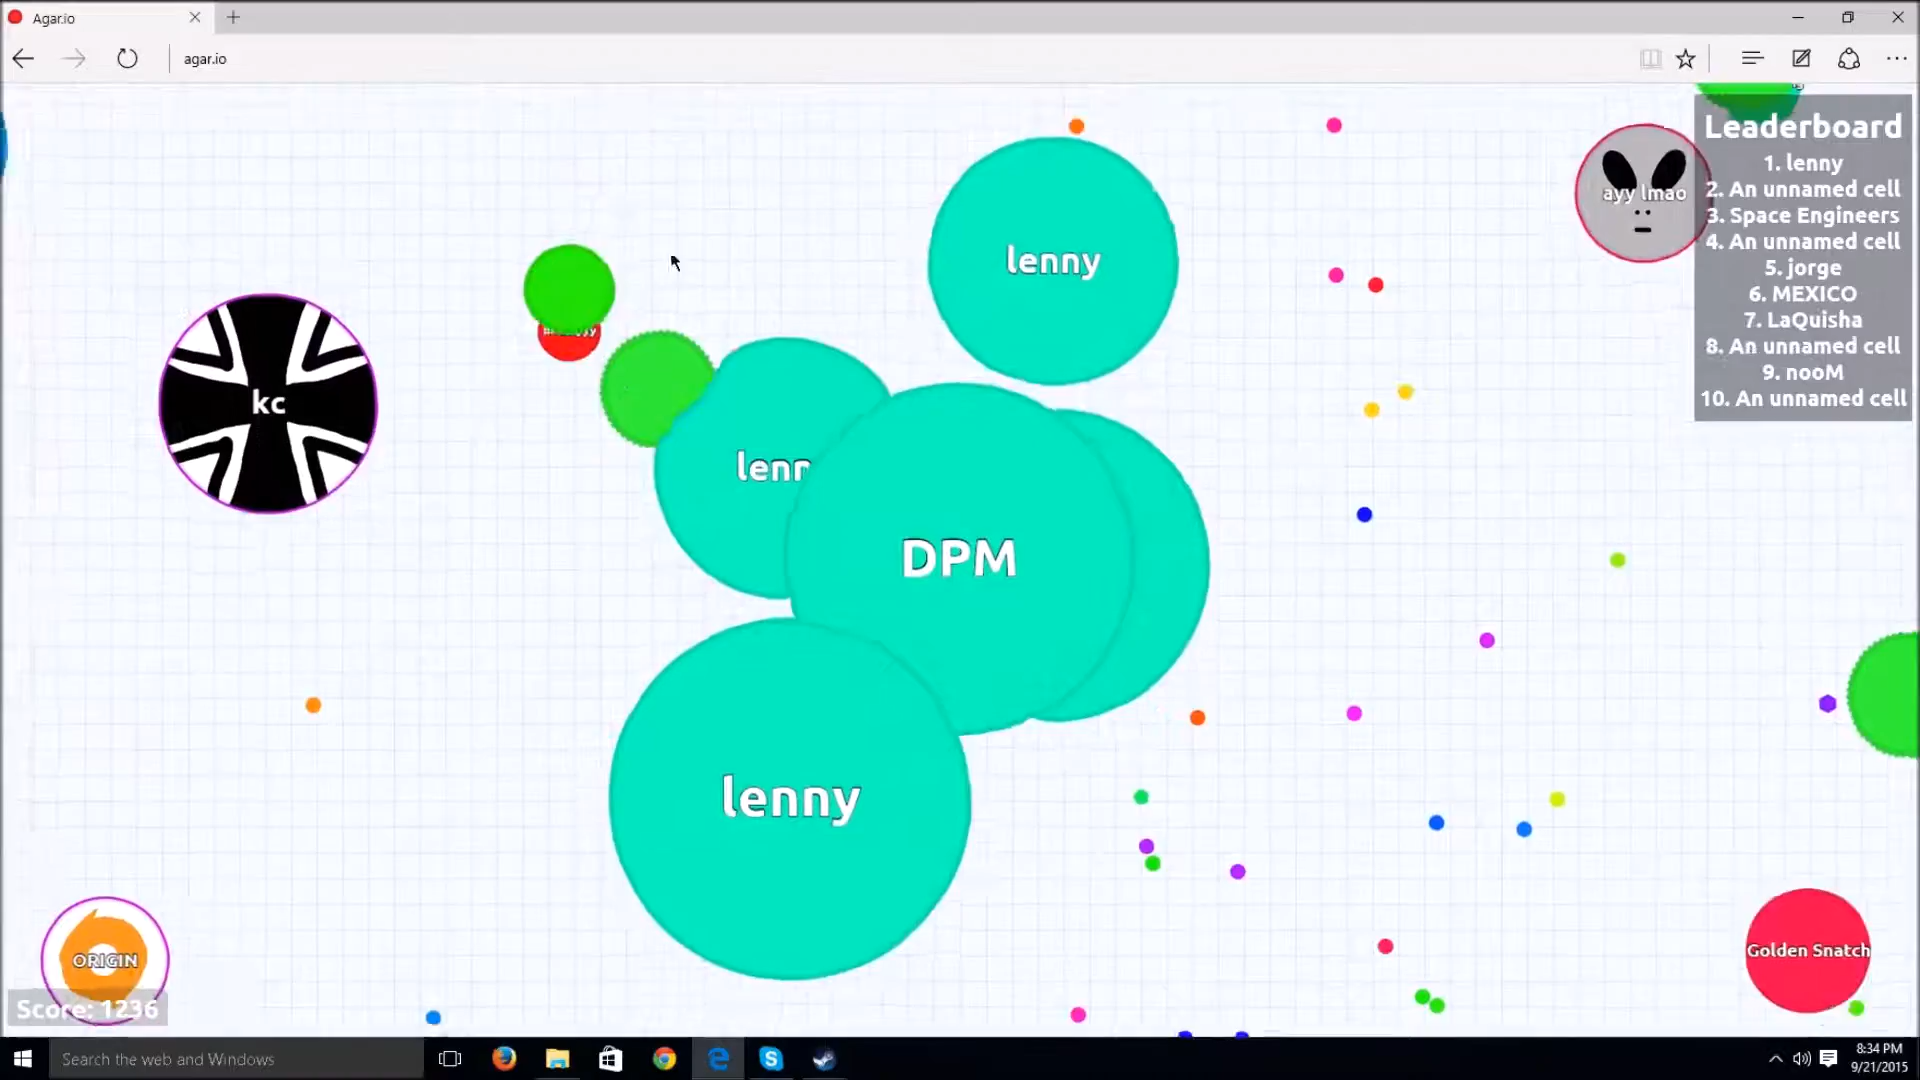 Agar.io
agar.io
Leaderboard
1. lenny
2. An unnamed cell
3. Space Engineers
4. An unnamed cell
5. jorge
6. MEXICO
7. LaQuisha
8. An unnamed cell
9. nooM
10. An unnamed cell
ayy lmao
lenny
kc
lenn
DPM
lenny
Golden Snatch
ORIGIN
Score: 1236
Search the web and Windows
8:34 PM
9/21/2015